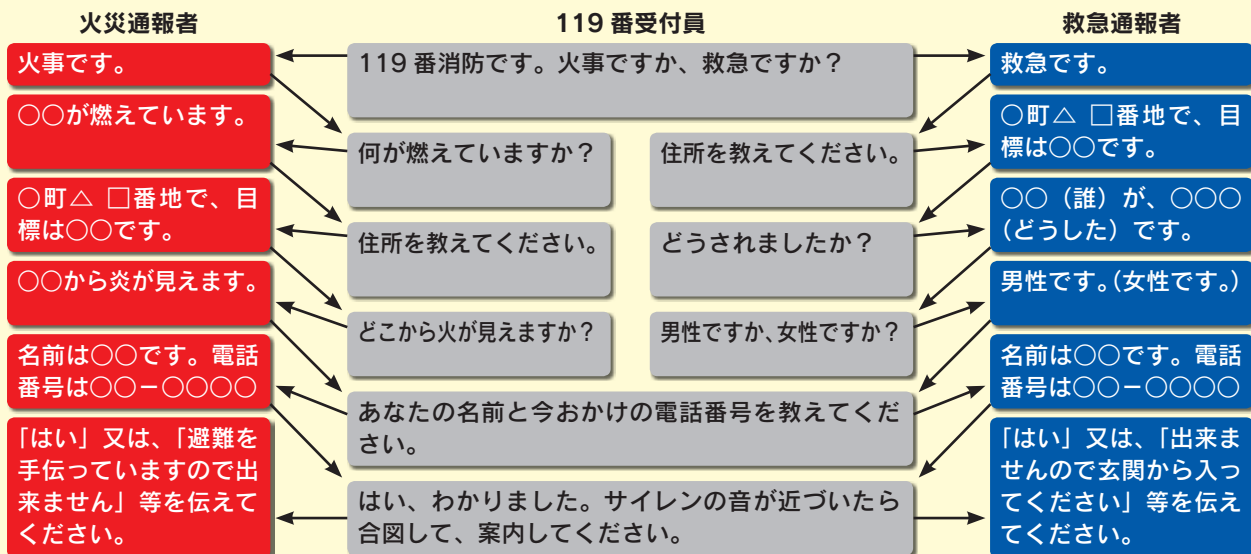 火災通報者
119番受付員
救急通報者
火事です。
119番消防です。火事ですか、救急ですか？
救急です。
○○が燃えています。
何が燃えていますか？
住所を教えてください。
○町△ □番地で、目
標は○○です。
○町△ □番地で、目
標は○○です。
住所を教えてください。
どうされましたか？
○○（誰）が、○○○
（どうした）です。
○○から炎が見えます。
どこから火が見えますか？
男性ですか、女性ですか？
男性です。（女性です。）
名前は○○です。電話
番号は○○－○○○○
あなたの名前と今おかけの電話番号を教えてくだ
さい。
名前は○○です。電話
番号は○○－○○○○
「はい」又は、「避難を
手伝っていますので出
来ません」等を伝えて
ください。
はい、わかりました。サイレンの音が近づいたら
合図して、案内してください。
「はい」又は、「出来ま
せんので玄関から入っ
てください」等を伝え
てください。